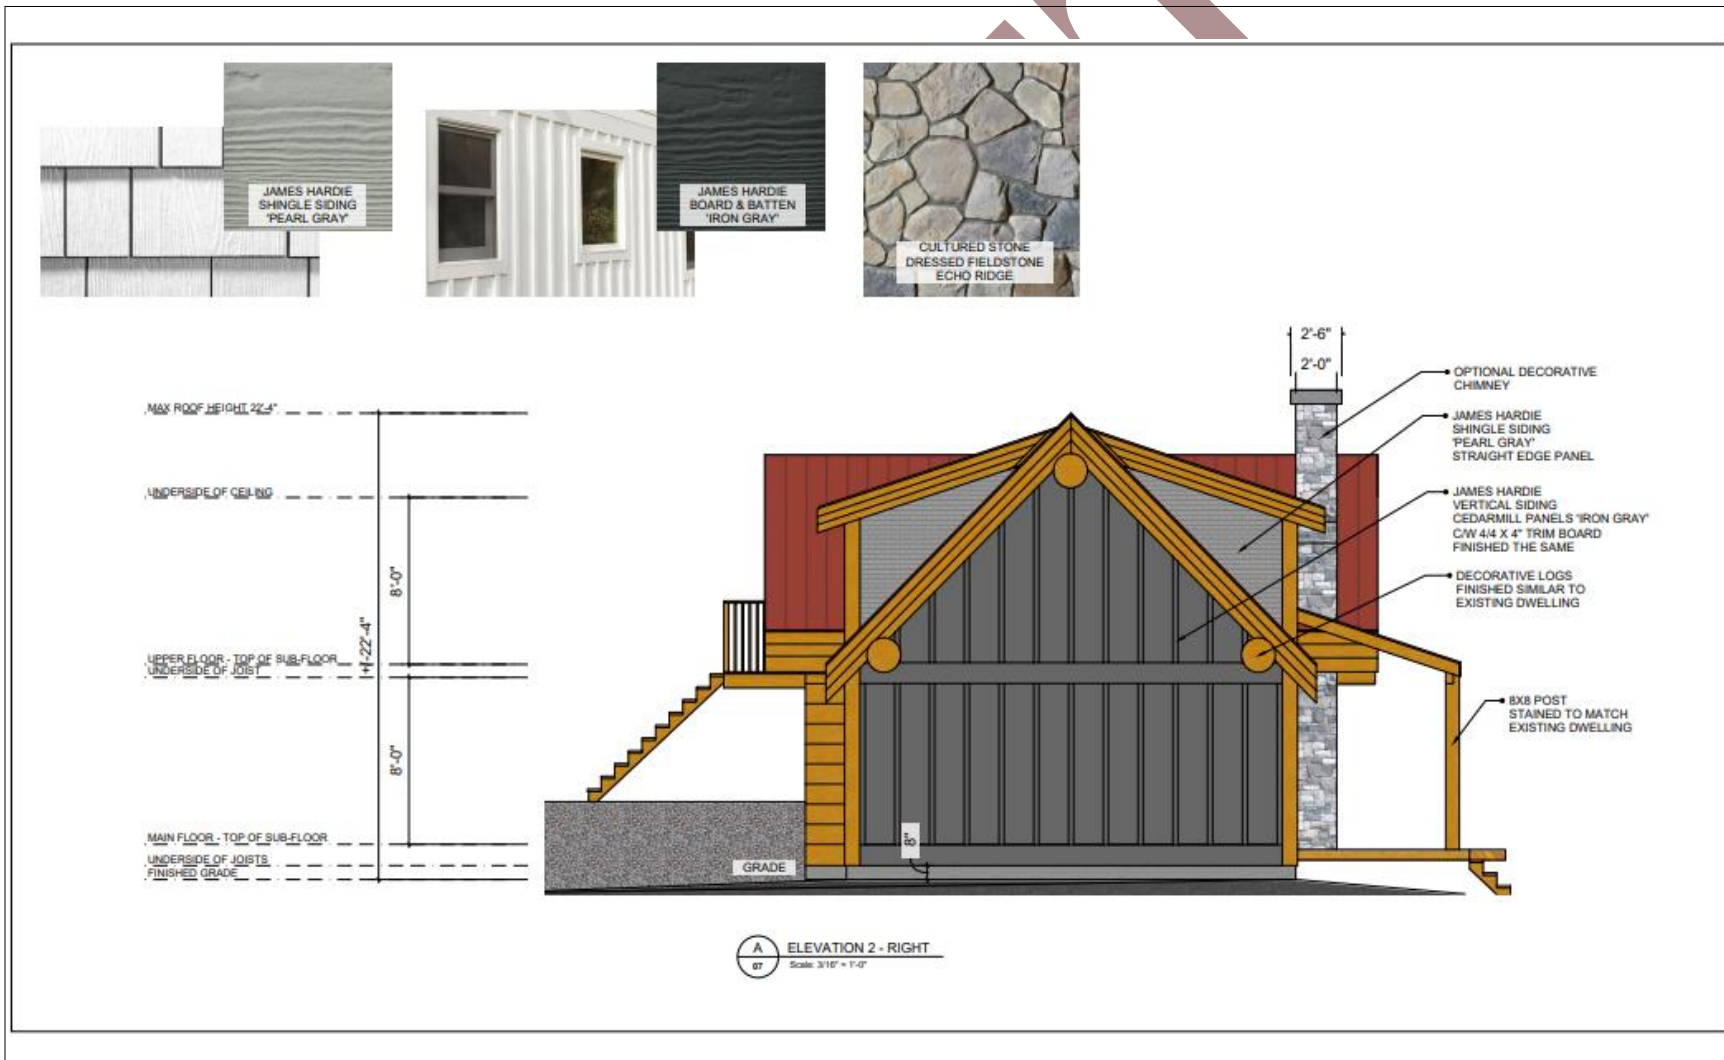 JAMES HARDIE
SHINGLE SIDING
'PEARL GRAY'
JAMES HARDIE
BOARD & BATTEN
'IRON GRAY'
CULTURED STONE
DRESSED FIELDSTONE
ECHO RIDGE
2'-6"
2'-0"
OPTIONAL DECORATIVE
CHIMNEY
JAMES HARDIE
SHINGLE SIDING
'PEARL GRAY'
STRAIGHT EDGE PANEL
JAMES HARDIE
VERTICAL SIDING
CEDARMILL PANELS 'IRON GRAY'
C/W 4/4 X 4" TRIM BOARD
FINISHED THE SAME
DECORATIVE LOGS
FINISHED SIMILAR TO
EXISTING DWELLING
8X8 POST
STAINED TO MATCH
EXISTING DWELLING
MAX ROOF HEIGHT 22'-4"
UNDERSIDE OF CEILING
8'-0"
+/-22'-4"
UPPER FLOOR - TOP OF SUB-FLOOR
UNDERSIDE OF JOIST
8'-0"
MAIN FLOOR - TOP OF SUB-FLOOR
UNDERSIDE OF JOISTS
FINISHED GRADE
GRADE
8"
A
07
ELEVATION 2 - RIGHT
Scale: 3/16" = 1'-0"